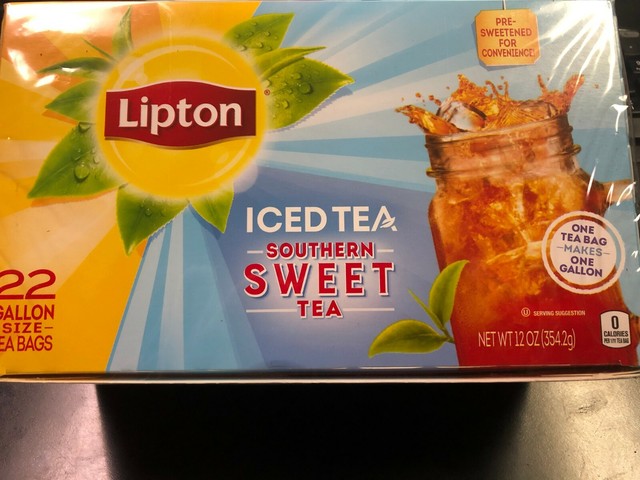 PRE-
SWEETENED
FOR
CONVENIENCE!
Lipton
®
ICED TEA
SOUTHERN
SWEET
TEA
22
GALLON
SIZE
TEA BAGS
ONE
TEA BAG
MAKES
ONE
GALLON
U SERVING SUGGESTION
NET WT 12 OZ (354.2g)
0
CALORIES